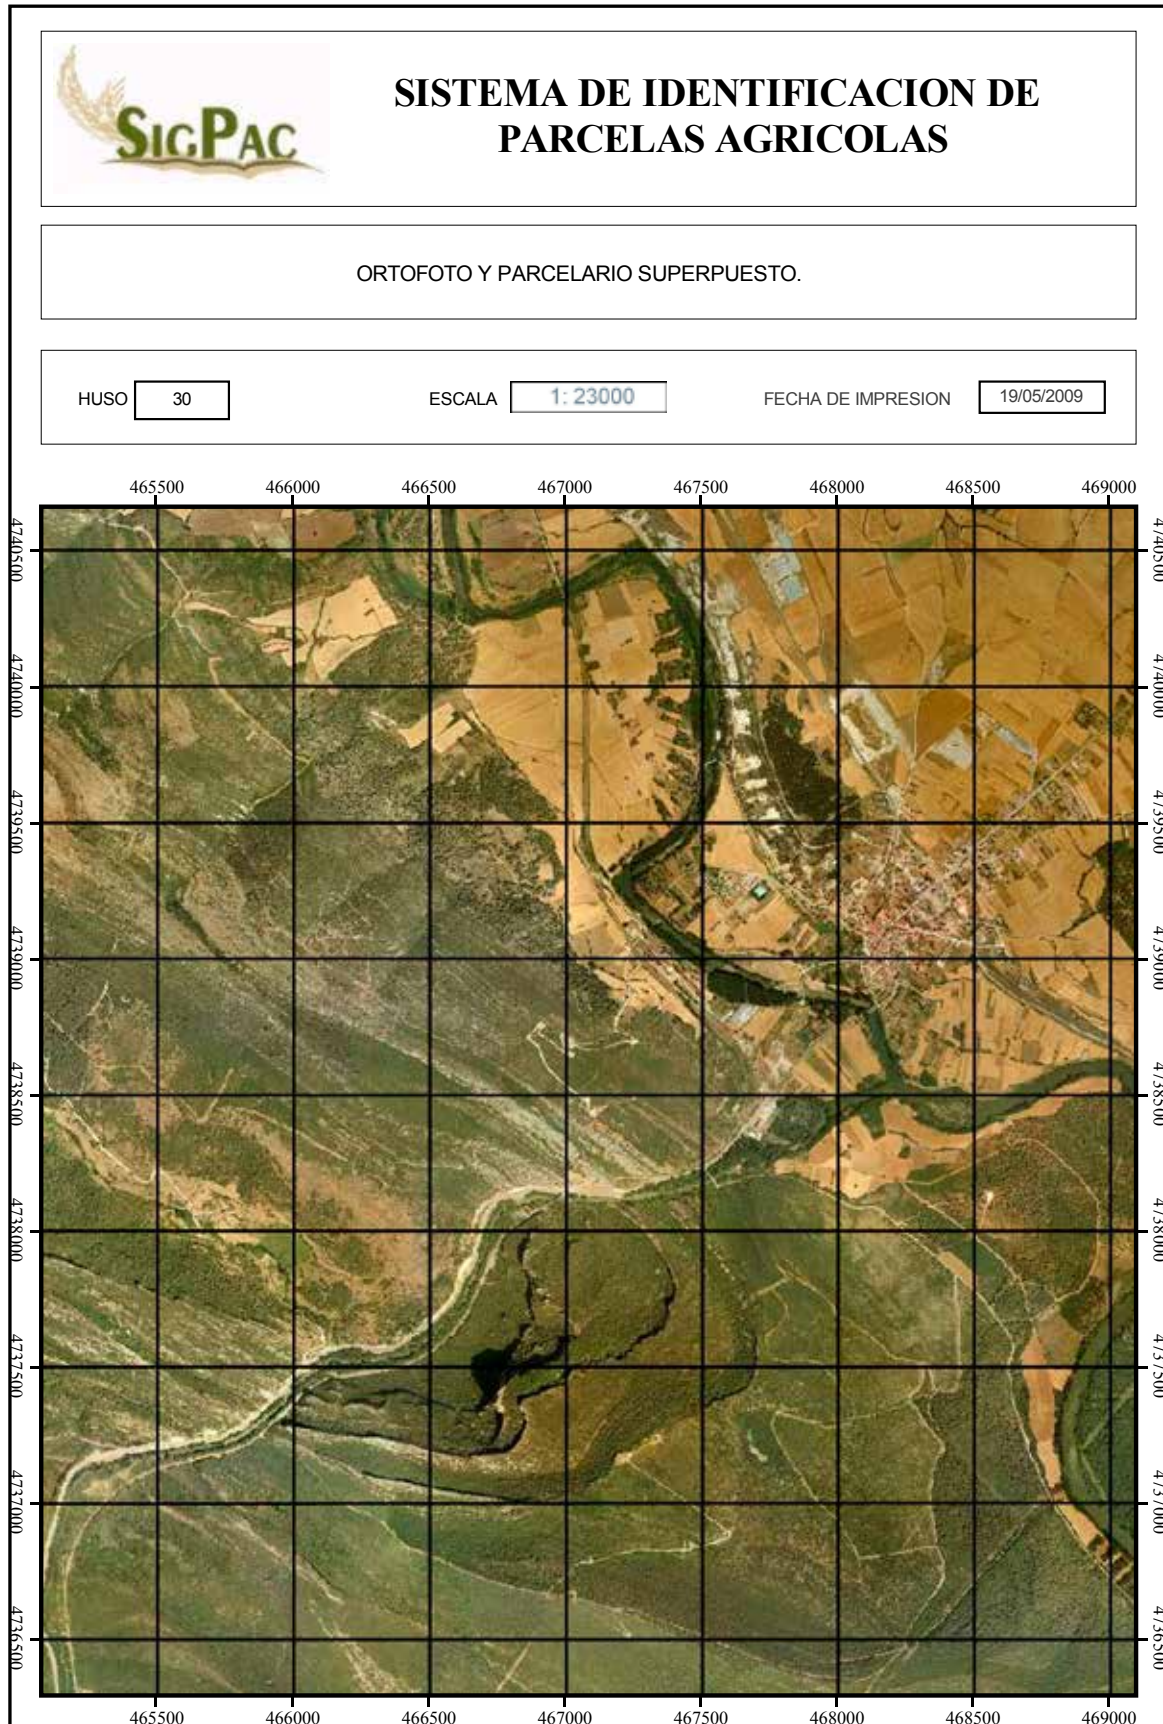 SIGPAC
SISTEMA DE IDENTIFICACION DE
PARCELAS AGRICOLAS
ORTOFOTO Y PARCELARIO SUPERPUESTO.
HUSO 30 ESCALA 1: 23000 FECHA DE IMPRESION 19/05/2009
465500 466000 466500 467000 467500 468000 468500 469000
4740500 4740500
4740000 4740000
4739500 4739500
4739000 4739000
4738500 4738500
4738000 4738000
4737500 4737500
4737000 4737000
4736500 4736500
465500 466000 466500 467000 467500 468000 468500 469000